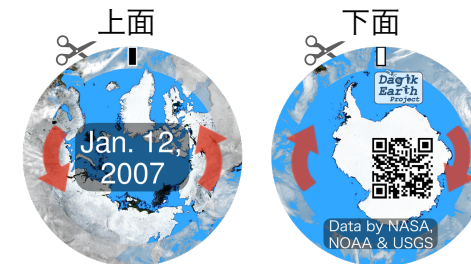 上面
下面
Jan. 12,
2007
Dagik
Earth
Project
Data by NASA,
NOAA & USGS